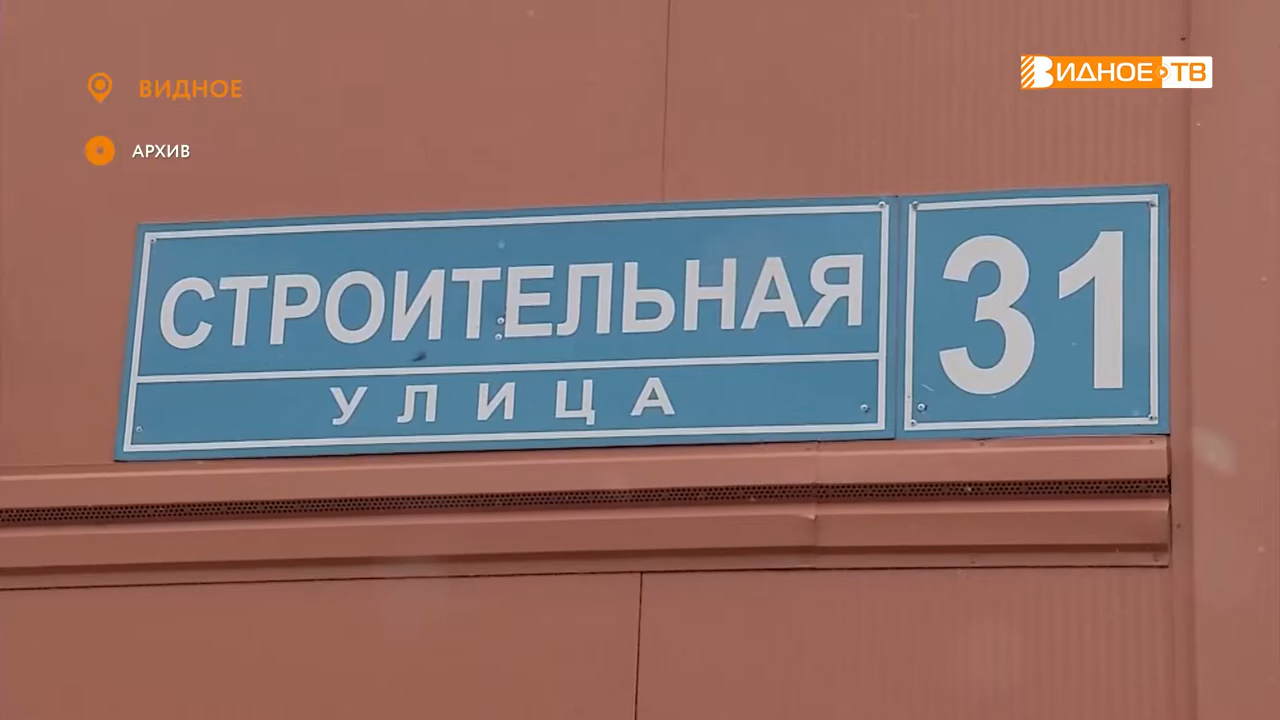 ВИДНОЕ
ВИДНОЕ ТВ
АРХИВ
СТРОИТЕЛЬНАЯ
УЛИЦА
31